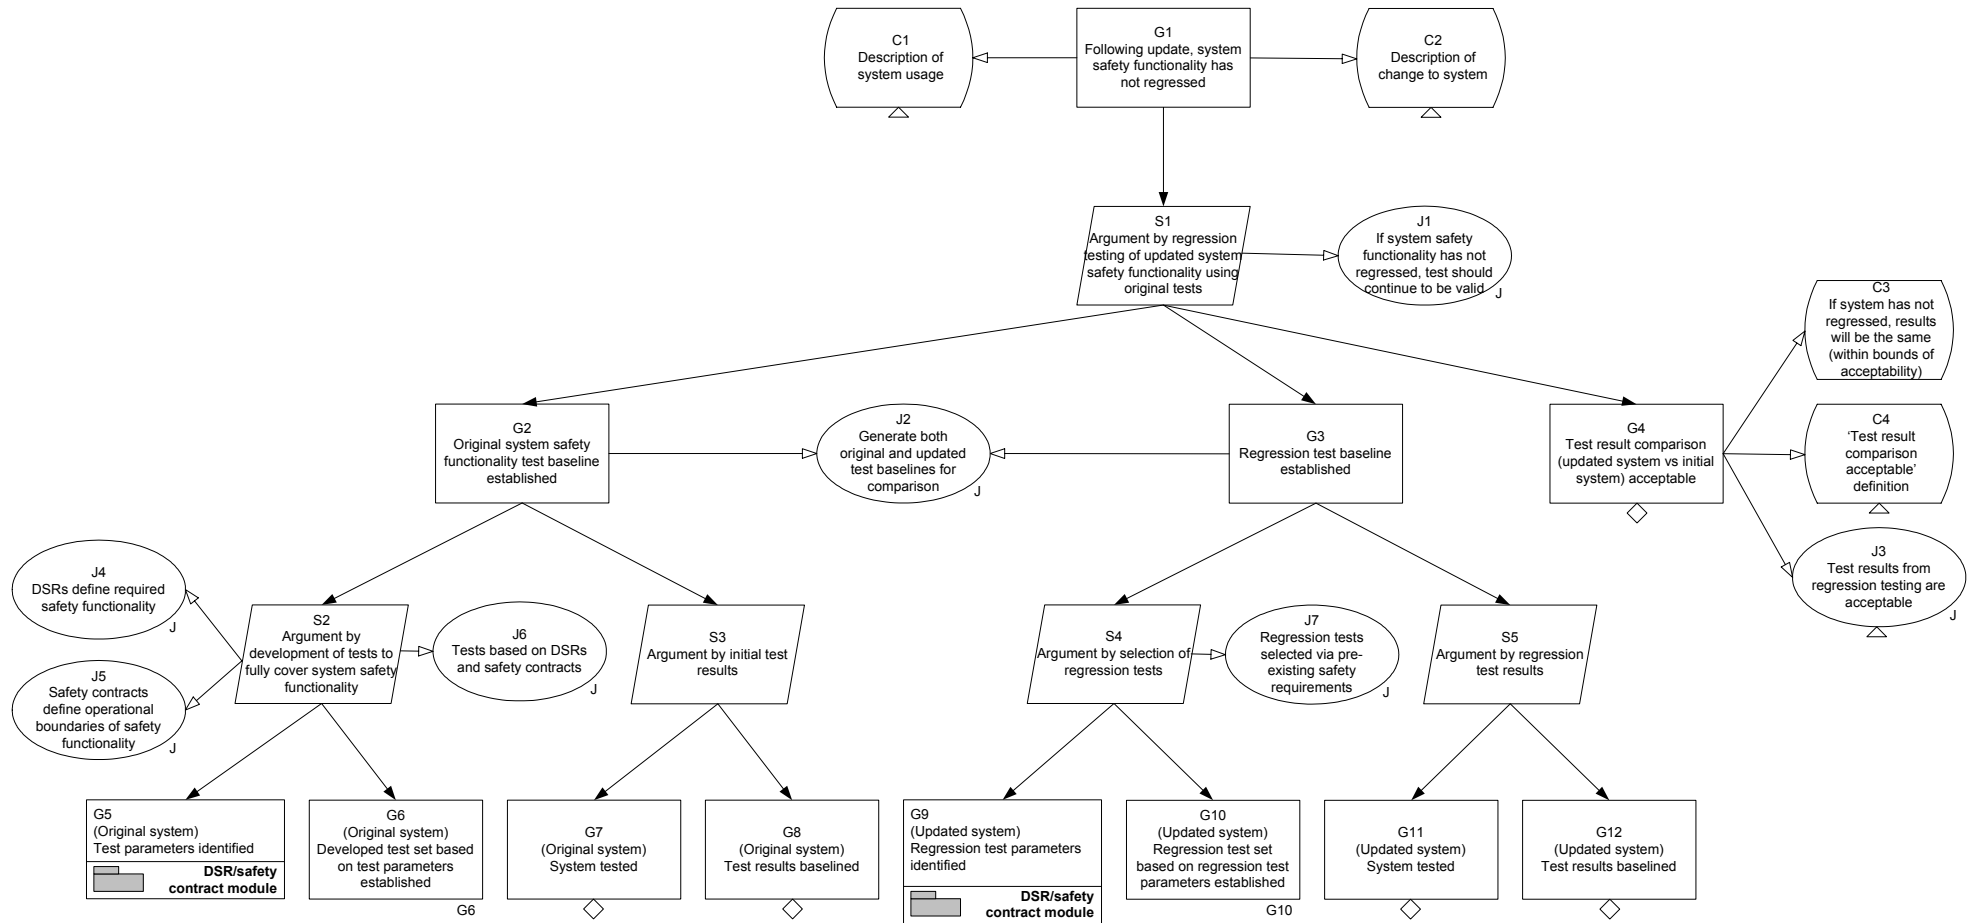 C1
Description of
system usage
G1
Following update, system
safety functionality has
not regressed
C2
Description of
change to system
S1
Argument by regression
testing of updated system
safety functionality using
original tests
J1
If system safety
functionality has not
regressed, test should
continue to be valid
J
C3
If system has not
regressed, results
will be the same
(within bounds of
acceptability)
G2
Original system safety
functionality test baseline
established
J2
Generate both
original and updated
test baselines for
comparison
J
G3
Regression test baseline
established
G4
Test result comparison
(updated system vs initial
system) acceptable
C4
‘Test result
comparison
acceptable’
definition
J3
Test results from
regression testing are
acceptable
J
J4
DSRs define required
safety functionality
J
J5
Safety contracts
define operational
boundaries of safety
functionality
J
S2
Argument by
development of tests to
fully cover system safety
functionality
J6
Tests based on DSRs
and safety contracts
J
S3
Argument by initial test
results
S4
Argument by selection of
regression tests
J7
Regression tests
selected via pre-
existing safety
requirements
J
S5
Argument by regression
test results
G5
(Original system)
Test parameters identified
DSR/safety
contract module
G6
(Original system)
Developed test set based
on test parameters
established
G6
G7
(Original system)
System tested
G8
(Original system)
Test results baselined
G9
(Updated system)
Regression test parameters
identified
DSR/safety
contract module
G10
(Updated system)
Regression test set
based on regression test
parameters established
G10
G11
(Updated system)
System tested
G12
(Updated system)
Test results baselined